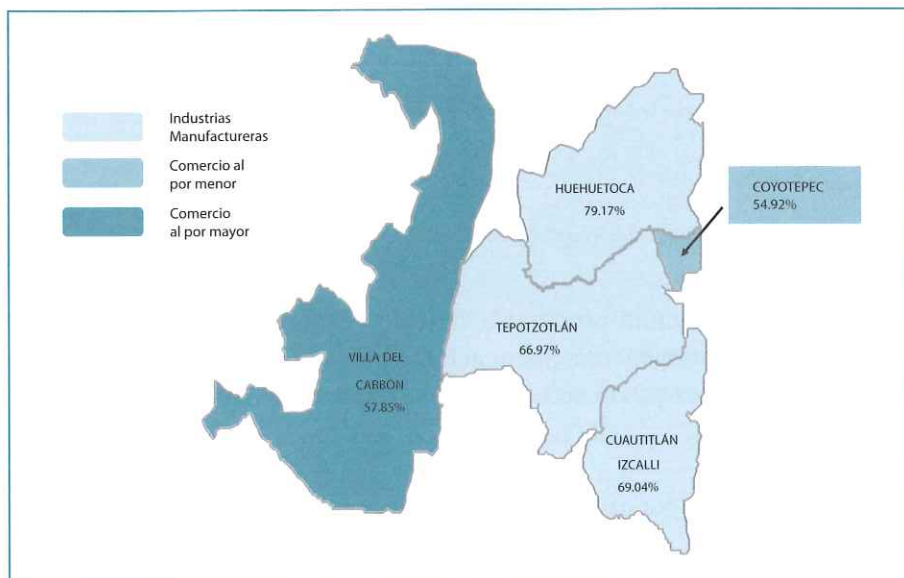 Industrias
Manufactureras
Comercio al
por menor
Comercio
al por mayor
HUEHUETOCA
79.17%
COYOTEPEC
54.92%
TEPOTZOTLÁN
66.97%
VILLA DEL
CARBÓN
57.85%
CUAUTITLÁN
IZCALLI
69.04%